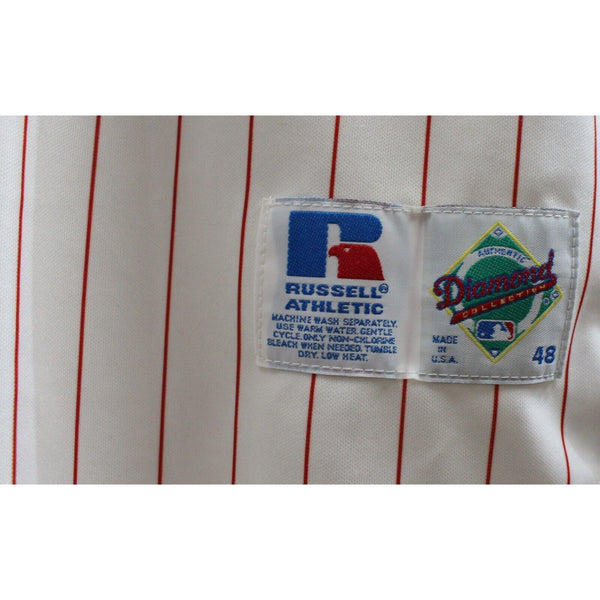 RUSSELL®
ATHLETIC
MACHINE WASH SEPARATELY.
USE WARM WATER. GENTLE
CYCLE. ONLY NON-CHLORINE
BLEACH WHEN NEEDED. TUMBLE
DRY. LOW HEAT.
AUTHENTIC
Diamond
COLLECTION
MADE
IN
U.S.A.
48